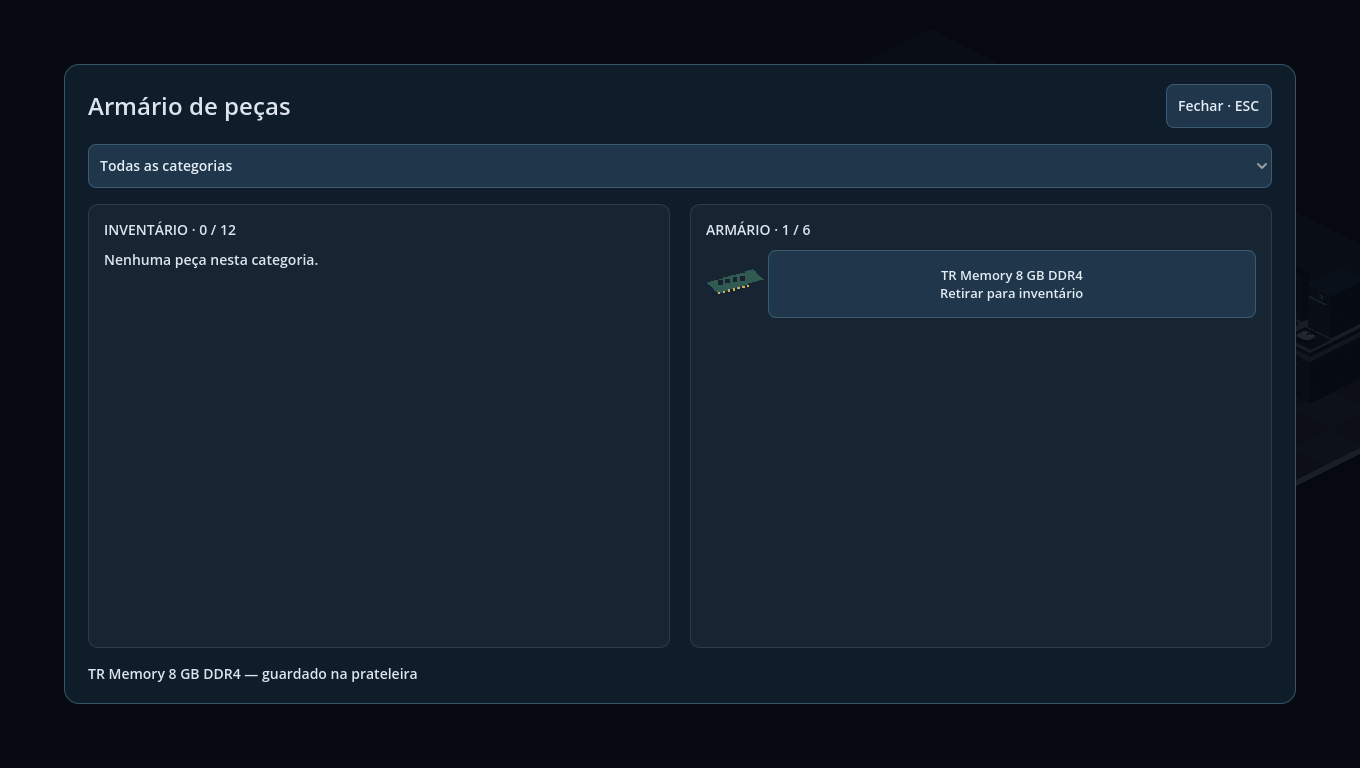 Armário de peças
Fechar · ESC
Todas as categorias
INVENTÁRIO · 0 / 12
Nenhuma peça nesta categoria.
ARMÁRIO · 1 / 6
TR Memory 8 GB DDR4
Retirar para inventário
TR Memory 8 GB DDR4 — guardado na prateleira